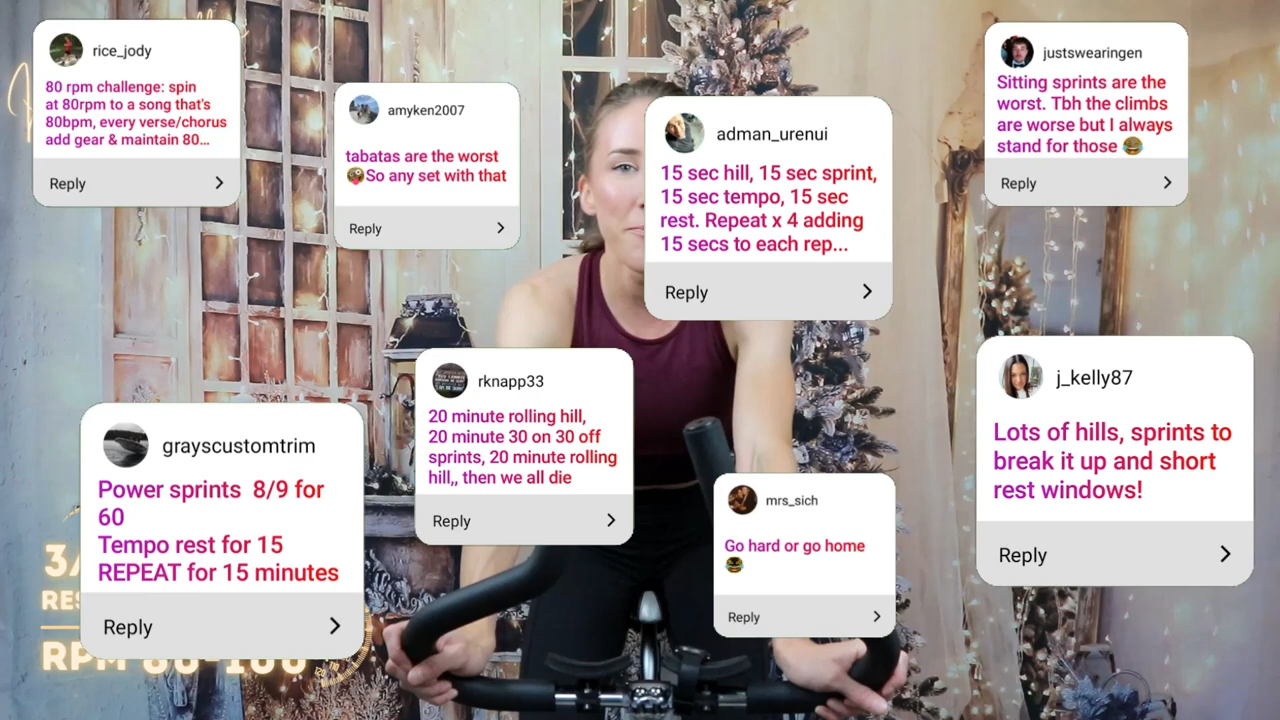 rice_jody
80 rpm challenge: spin
at 80rpm to a song that's
80bpm, every verse/chorus
add gear & maintain 80...
Reply
amyken2007
tabatas are the worst
🤪So any set with that
Reply
adman_urenui
15 sec hill, 15 sec sprint,
15 sec tempo, 15 sec
rest. Repeat x 4 adding
15 secs to each rep...
Reply
justswearingen
Sitting sprints are the
worst. Tbh the climbs
are worse but I always
stand for those 😂
Reply
grayscustomtrim
Power sprints 8/9 for
60
Tempo rest for 15
REPEAT for 15 minutes
Reply
rknapp33
20 minute rolling hill,
20 minute 30 on 30 off
sprints, 20 minute rolling
hill,, then we all die
Reply
mrs_sich
Go hard or go home
😂
Reply
j_kelly87
Lots of hills, sprints to
break it up and short
rest windows!
Reply
3/
RES
RPM